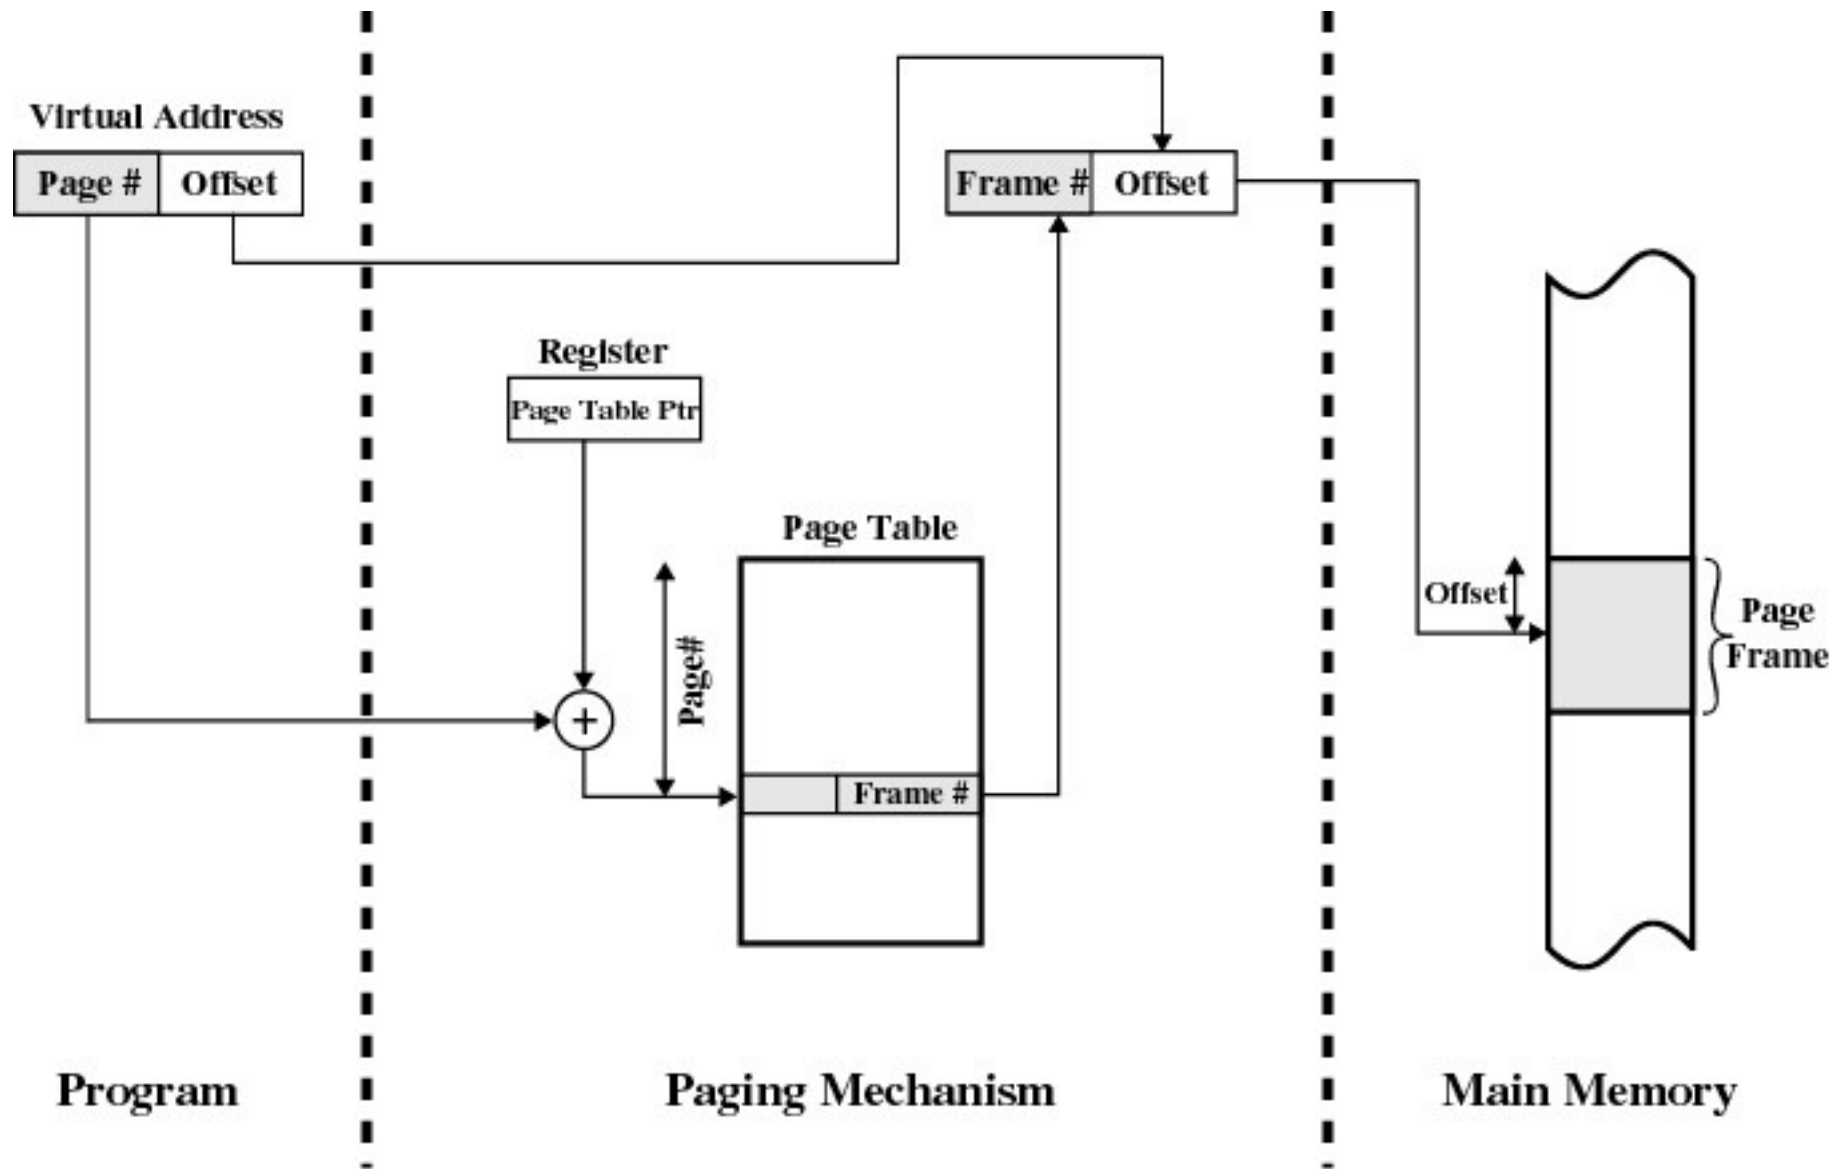 Virtual Address
Page # Offset
Frame # Offset
Register
Page Table Ptr
Page Table
Page#
Frame #
Offset
Page
Frame
Program
Paging Mechanism
Main Memory
+